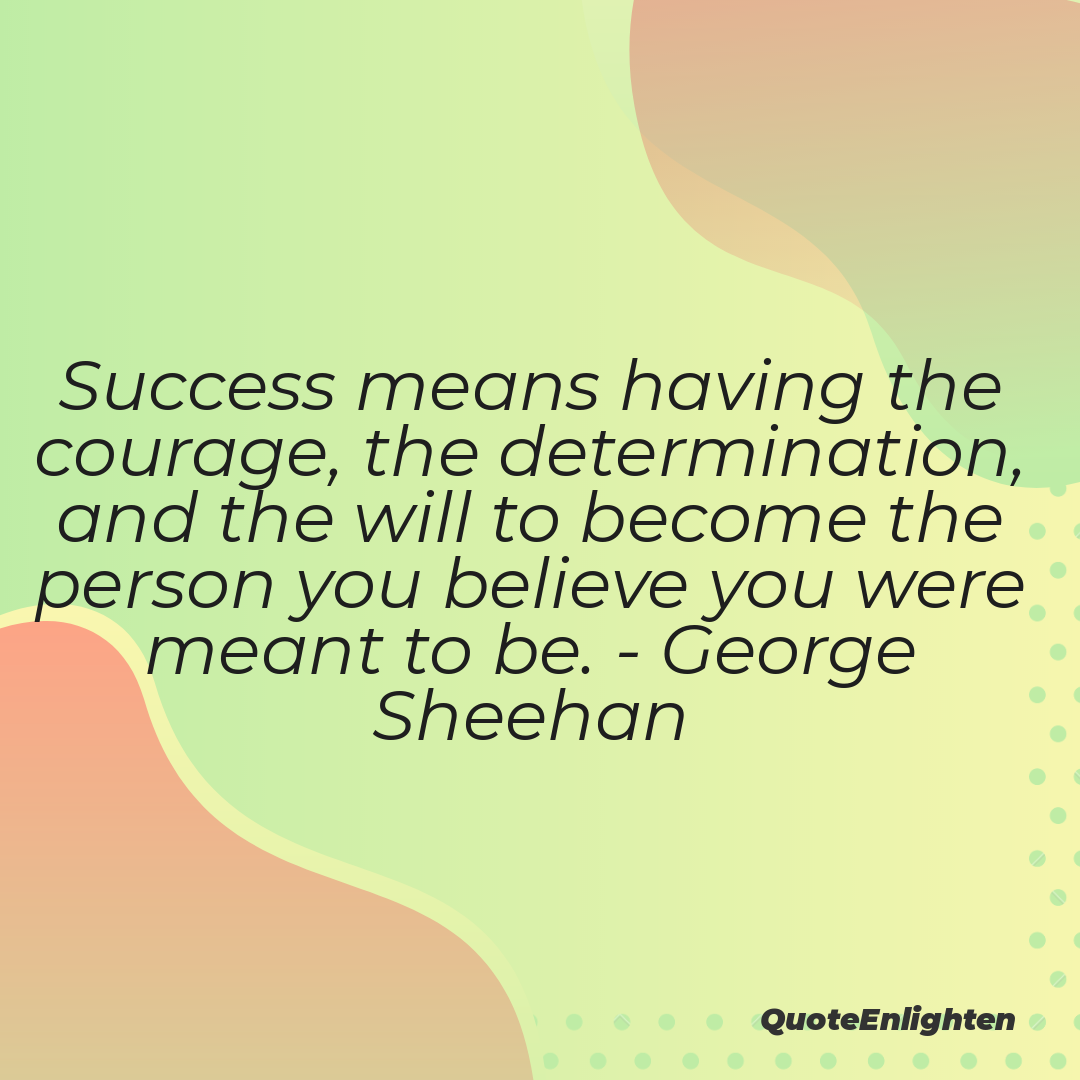 Success means having the
courage, the determination,
and the will to become the
person you believe you were
meant to be. - George
Sheehan
QuoteEnlighten